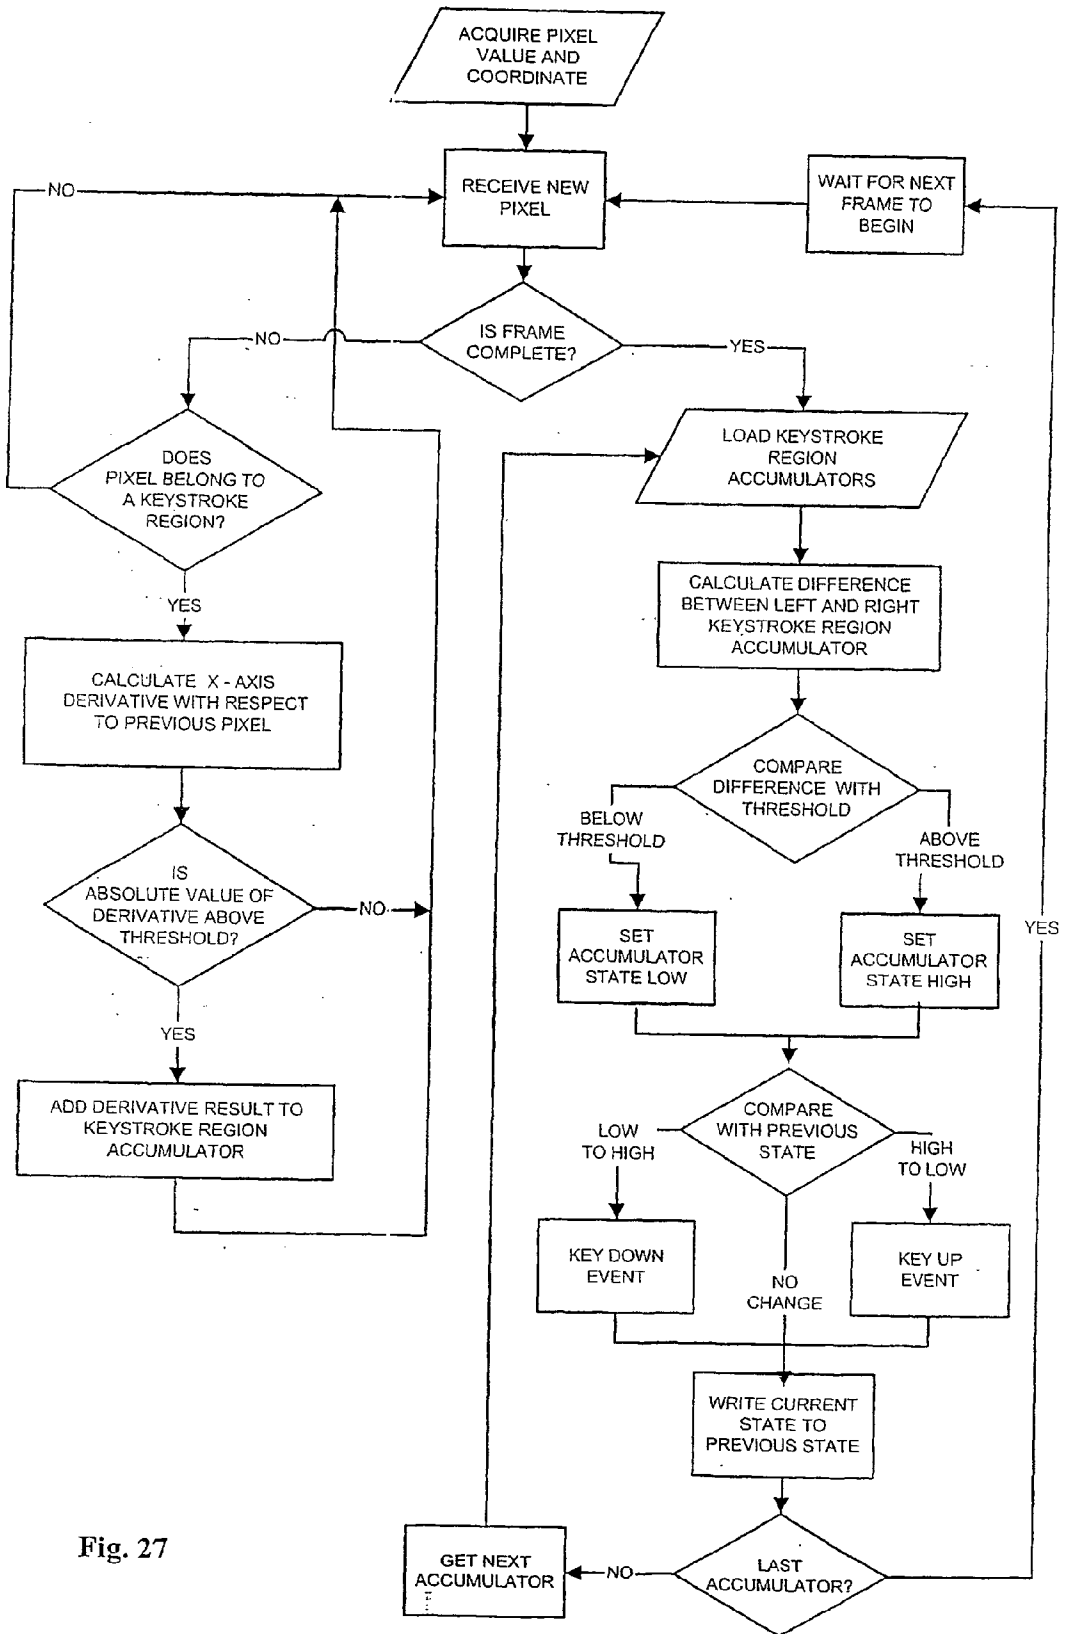 ACQUIRE PIXEL
VALUE AND
COORDINATE
RECEIVE NEW
PIXEL
WAIT FOR NEXT
FRAME TO
BEGIN
NO
IS FRAME
COMPLETE?
NO
YES
DOES
PIXEL BELONG TO
A KEYSTROKE
REGION?
YES
CALCULATE X - AXIS
DERIVATIVE WITH RESPECT
TO PREVIOUS PIXEL
IS
ABSOLUTE VALUE OF
DERIVATIVE ABOVE
THRESHOLD?
NO
YES
ADD DERIVATIVE RESULT TO
KEYSTROKE REGION
ACCUMULATOR
LOAD KEYSTROKE
REGION
ACCUMULATORS
CALCULATE DIFFERENCE
BETWEEN LEFT AND RIGHT
KEYSTROKE REGION
ACCUMULATOR
COMPARE
DIFFERENCE WITH
THRESHOLD
BELOW
THRESHOLD
ABOVE
THRESHOLD
SET
ACCUMULATOR
STATE LOW
SET
ACCUMULATOR
STATE HIGH
YES
COMPARE
WITH PREVIOUS
STATE
LOW
TO HIGH
HIGH
TO LOW
KEY DOWN
EVENT
NO
CHANGE
KEY UP
EVENT
WRITE CURRENT
STATE TO
PREVIOUS STATE
LAST
ACCUMULATOR?
NO
GET NEXT
ACCUMULATOR
Fig. 27